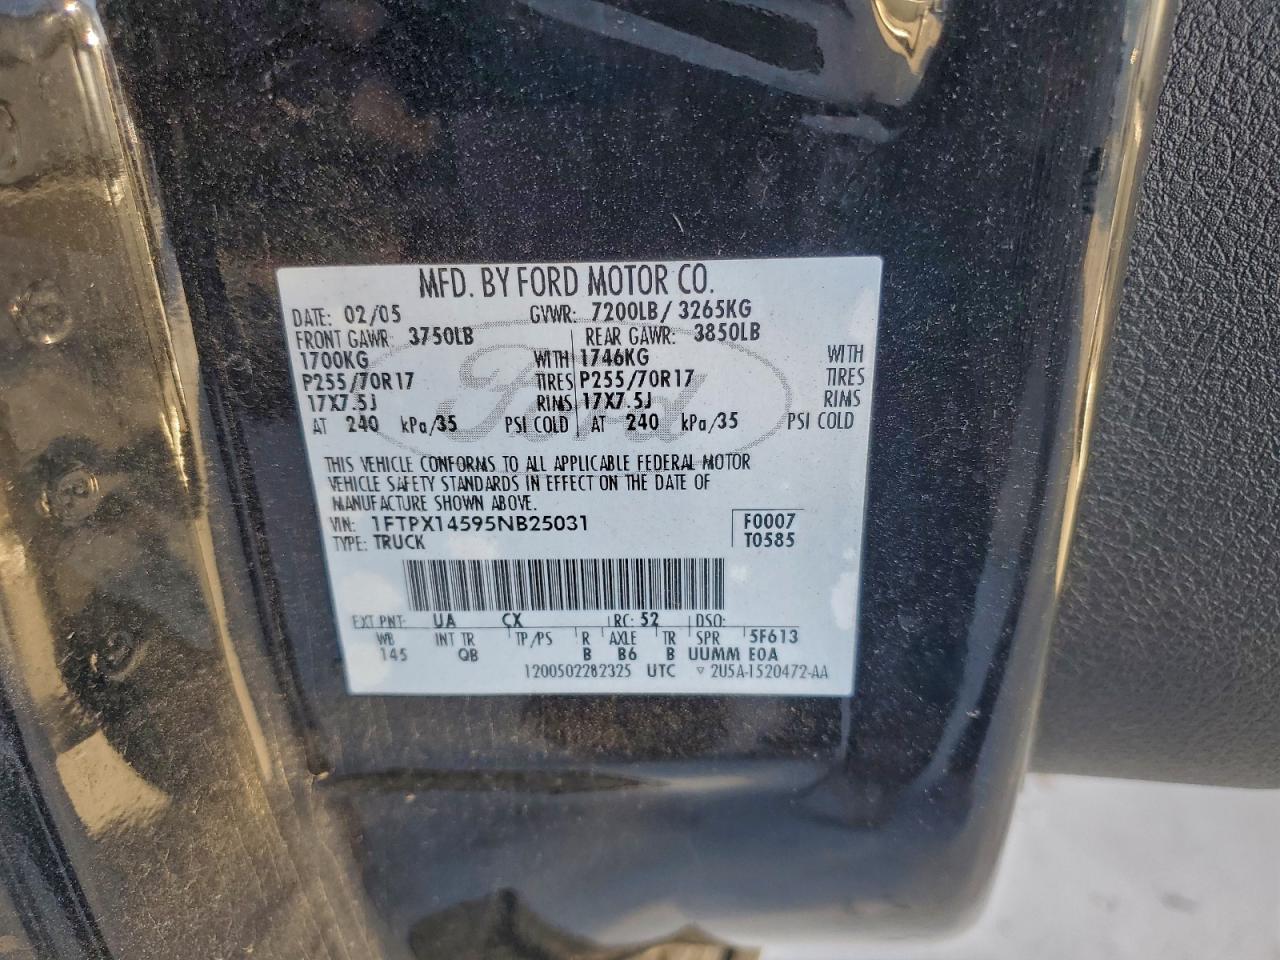 MFD. BY FORD MOTOR CO.
DATE: 02/05 GVWR: 7200LB/ 3265KG
FRONT GAWR: 3750LB REAR GAWR: 3850LB
1700KG WITH 1746KG WITH
P255/70R17 TIRES P255/70R17 TIRES
17X7.5J RIMS 17X7.5J RIMS
AT 240 kPa/35 PSI COLD AT 240 kPa/35 PSI COLD
Ford
THIS VEHICLE CONFORMS TO ALL APPLICABLE FEDERAL MOTOR
VEHICLE SAFETY STANDARDS IN EFFECT ON THE DATE OF
MANUFACTURE SHOWN ABOVE.
VIN: 1FTPX14595NB25031 F0007
TYPE: TRUCK T0585
EXT PNT: UA CX RC: 52 DSO:
WB INT TR TP/PS R AXLE TR SPR 5F613
145 QB B B6 B UUMM E0A
1200502282325 UTC ▿ 2U5A-1520472-AA